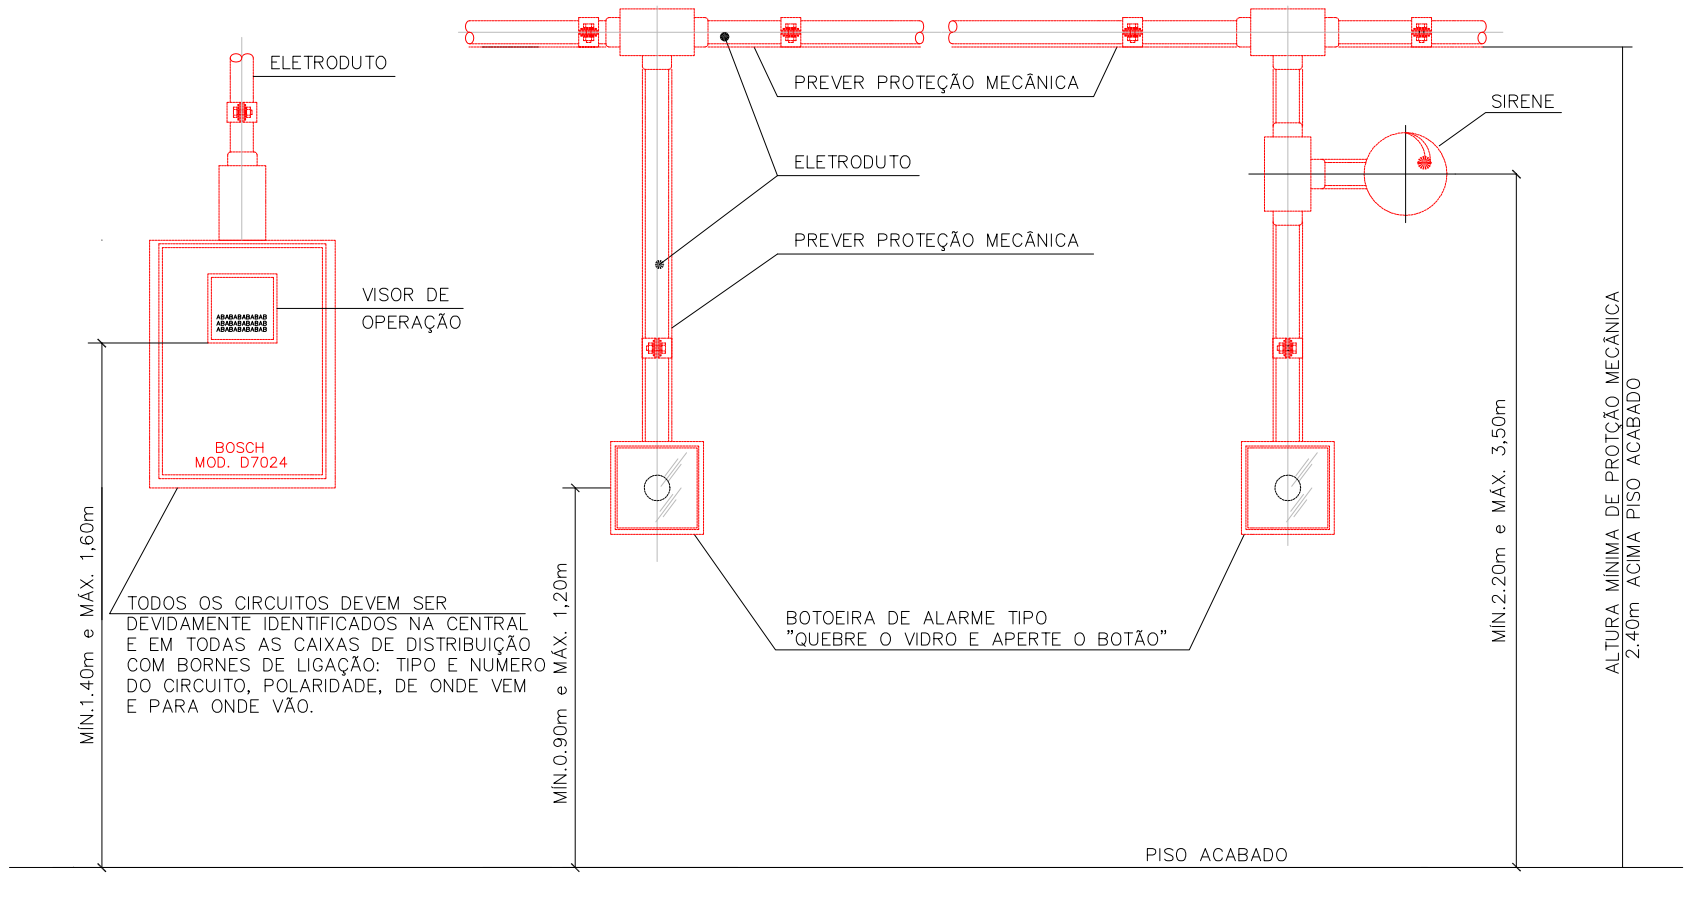 ELETRODUTO
PREVER PROTEÇÃO MECÂNICA
SIRENE
ELETRODUTO
PREVER PROTEÇÃO MECÂNICA
VISOR DE
OPERAÇÃO
ABABABABABAB
ABABABABABAB
ABABABABABAB
BOSCH
MOD. D7024
MÍN.1.40m e MÁX. 1,60m
TODOS OS CIRCUITOS DEVEM SER
DEVIDAMENTE IDENTIFICADOS NA CENTRAL
E EM TODAS AS CAIXAS DE DISTRIBUIÇÃO
COM BORNES DE LIGAÇÃO: TIPO E NUMERO
DO CIRCUITO, POLARIDADE, DE ONDE VEM
E PARA ONDE VÃO.
MÍN.0.90m e MÁX. 1,20m
BOTOEIRA DE ALARME TIPO
"QUEBRE O VIDRO E APERTE O BOTÃO"
MIN.2.20m e MÁX. 3,50m
ALTURA MÍNIMA DE PROTÇÃO MECÂNICA
2.40m ACIMA PISO ACABADO
PISO ACABADO